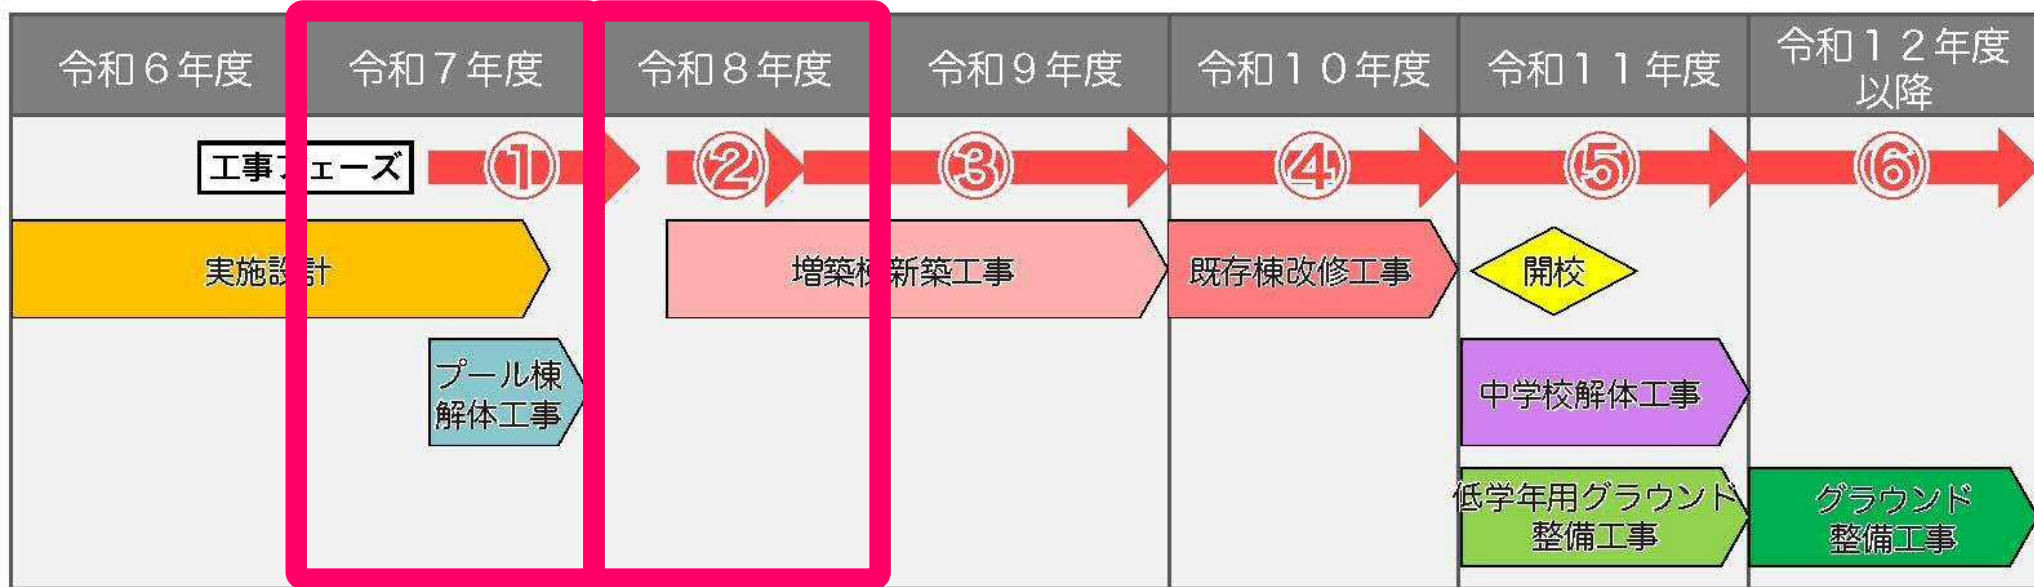 令和６年度
令和７年度
令和８年度
令和９年度
令和１０年度
令和１１年度
令和１２年度
以降
工事フェーズ
①
②
③
④
⑤
⑥
実施設計
増築棟新築工事
既存棟改修工事
開校
プール棟
解体工事
中学校解体工事
低学年用グラウンド
整備工事
グラウンド
整備工事